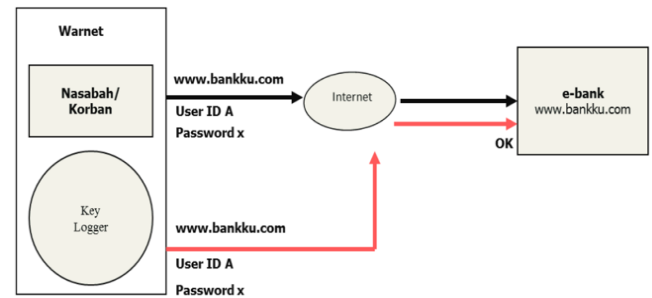 Warnet
Nasabah/
Korban
www.bankku.com
User ID A
Password x
Internet
e-bank
www.bankku.com
OK
Key
Logger
www.bankku.com
User ID A
Password x